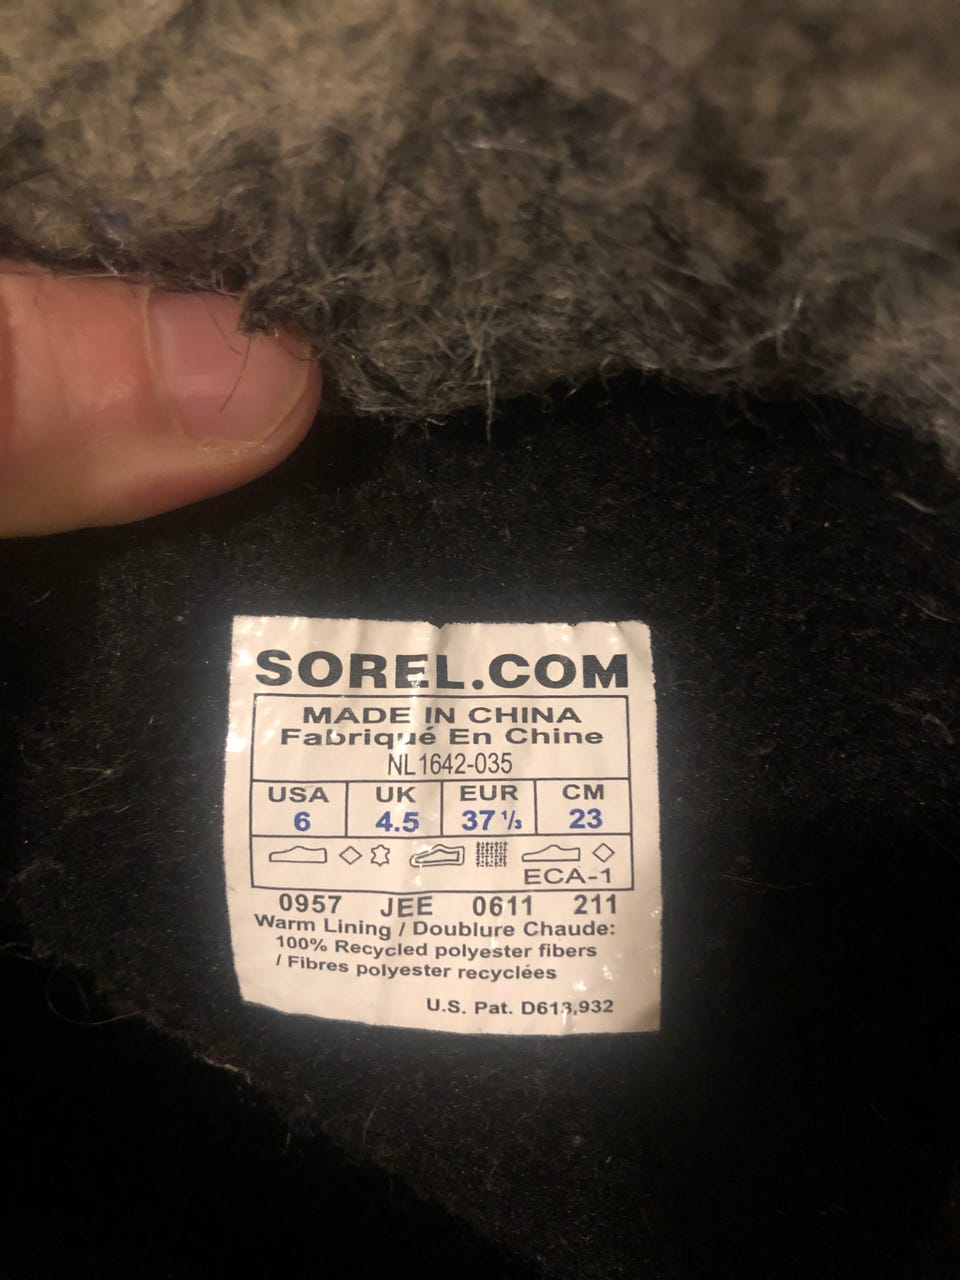 SOREL.COM
MADE IN CHINA
Fabriqué En Chine
NL1642-035
USA UK EUR CM
6 4.5 37 1/3 23
ECA-1
0957 JEE 0611 211
Warm Lining / Doublure Chaude:
100% Recycled polyester fibers
/ Fibres polyester recyclées
U.S. Pat. D613,932